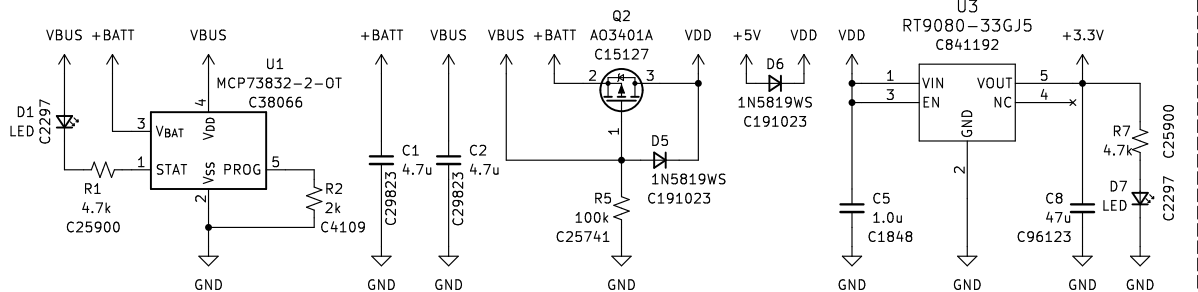 VBUS
+BATT
VBUS
U1
MCP73832-2-OT
C38066
D1
LED
C2297
3
VBAT
4
VDD
1
STAT
VSS
2
PROG
5
R1
4.7k
C25900
R2
2k
C4109
GND
+BATT
C1
4.7u
C29823
GND
VBUS
C2
4.7u
C29823
GND
VBUS
+BATT
Q2
AO3401A
C15127
2
3
1
VDD
D5
1N5819WS
C191023
R5
100k
C25741
GND
+5V
D6
VDD
1N5819WS
C191023
VDD
U3
RT9080-33GJ5
C841192
1
VIN
3
EN
VOUT
5
NC
4
GND
2
GND
C5
1.0u
C1848
GND
+3.3V
C8
47u
C96123
GND
R7
4.7k
C25900
D7
LED
C2297
GND